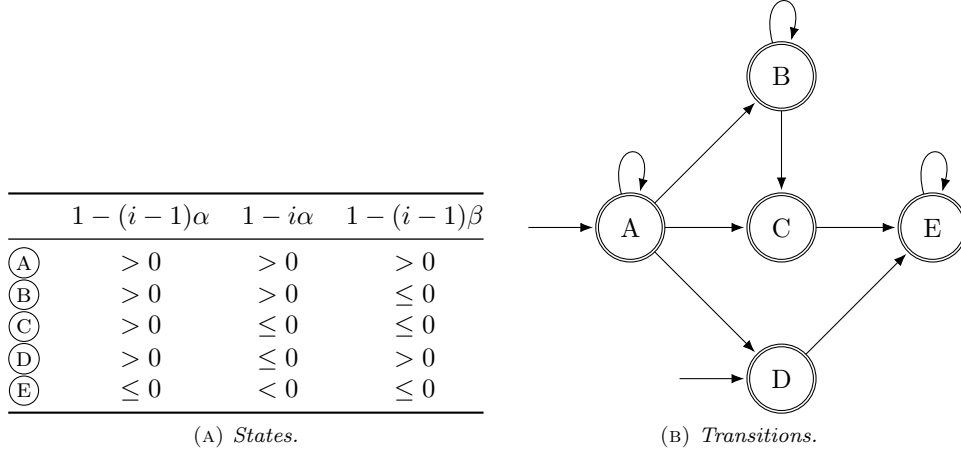 1 − (i − 1)α 1 − iα 1 − (i − 1)β
A > 0 > 0 > 0
B > 0 > 0 ≤ 0
C > 0 ≤ 0 ≤ 0
D > 0 ≤ 0 > 0
E ≤ 0 < 0 ≤ 0
(A) States.
B
A C E
D
(B) Transitions.